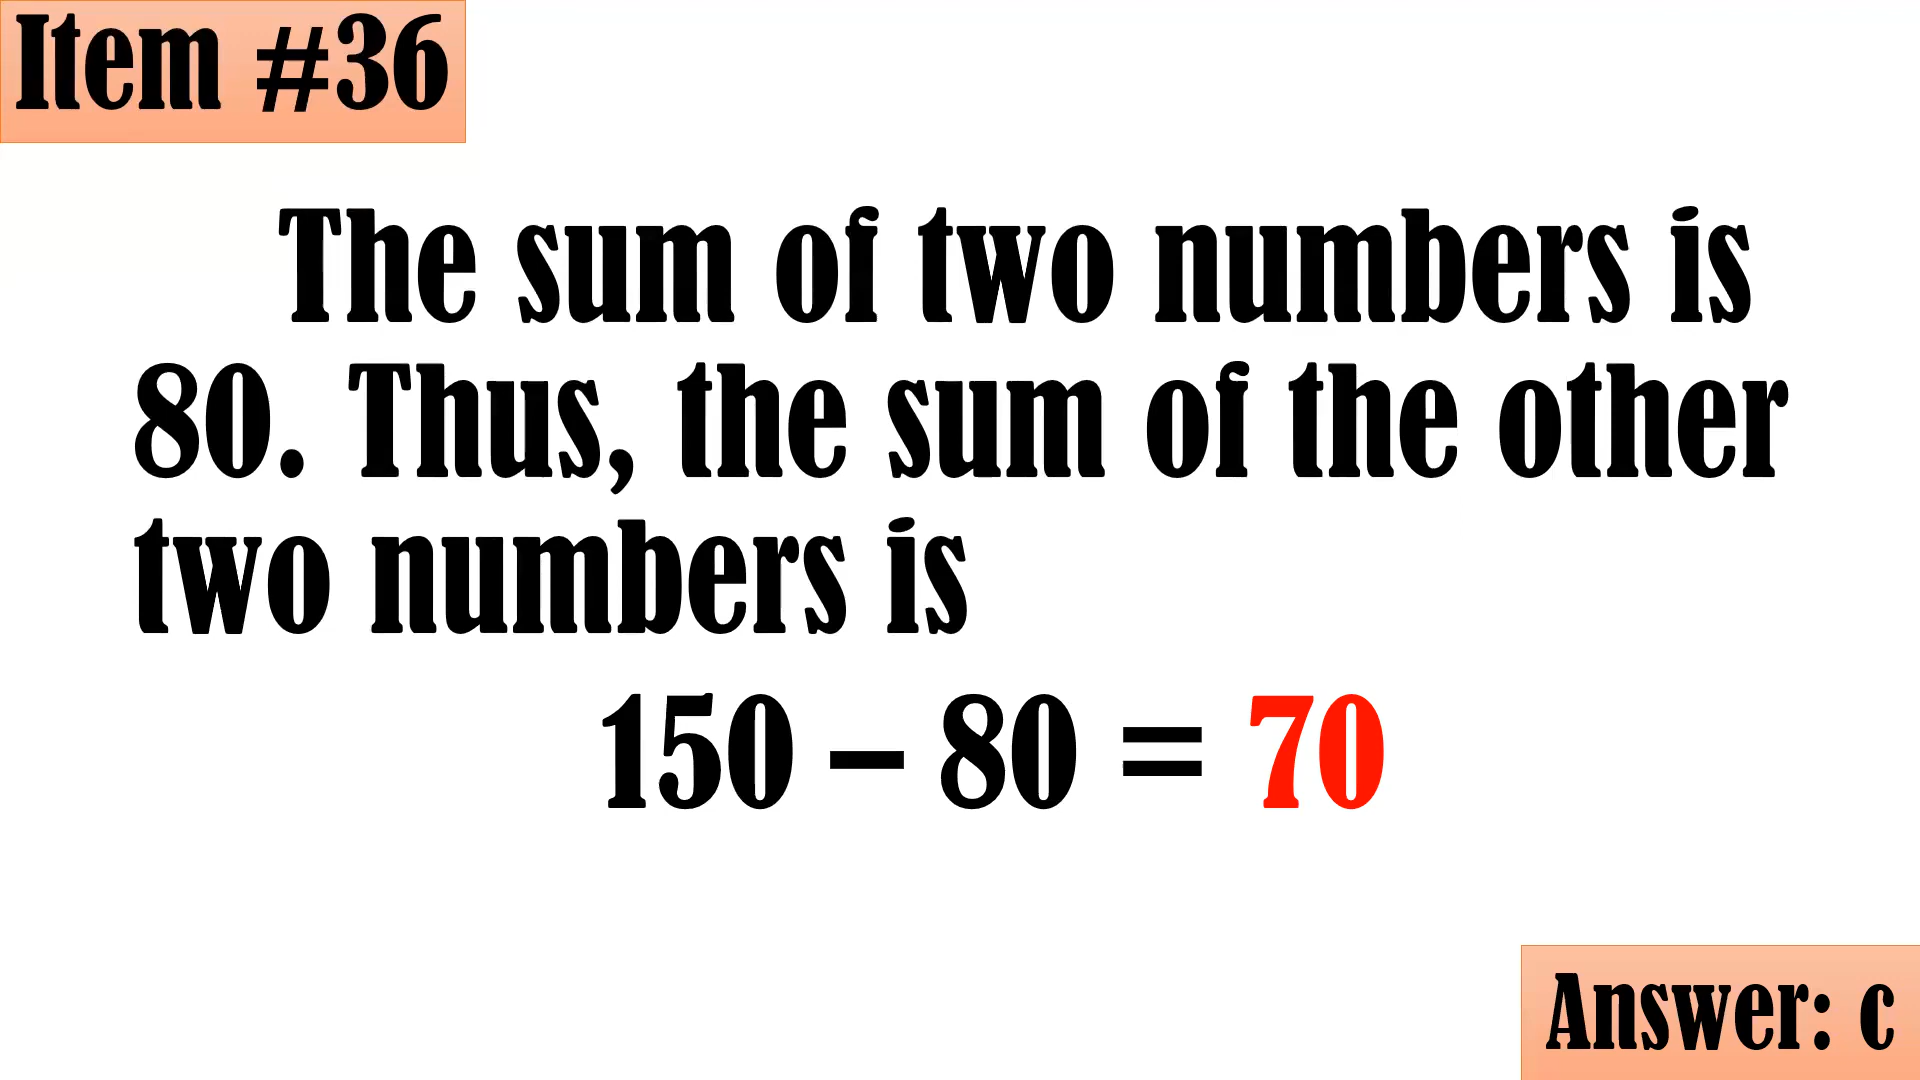 Item #36
The sum of two numbers is
80. Thus, the sum of the other
two numbers is
150 – 80 = 70
Answer: c